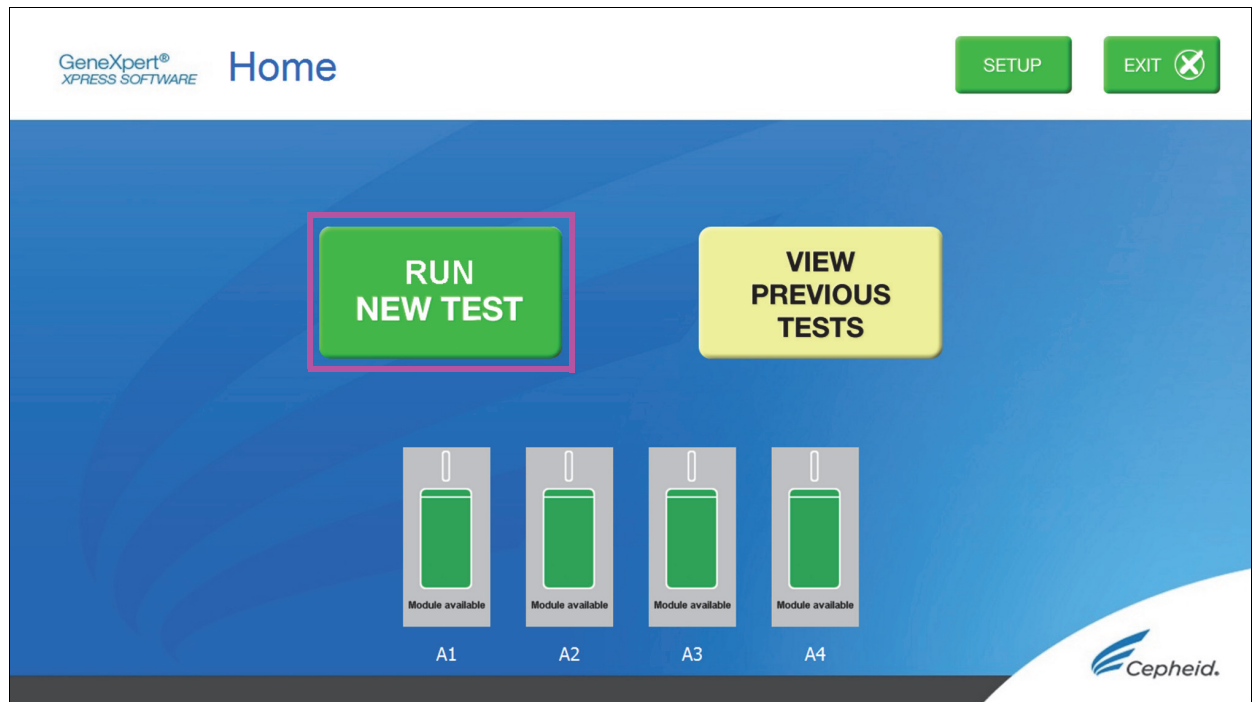 GeneXpert®
XPRESS SOFTWARE
Home
SETUP
EXIT
RUN
NEW TEST
VIEW
PREVIOUS
TESTS
Module available
Module available
Module available
Module available
A1
A2
A3
A4
Cepheid.